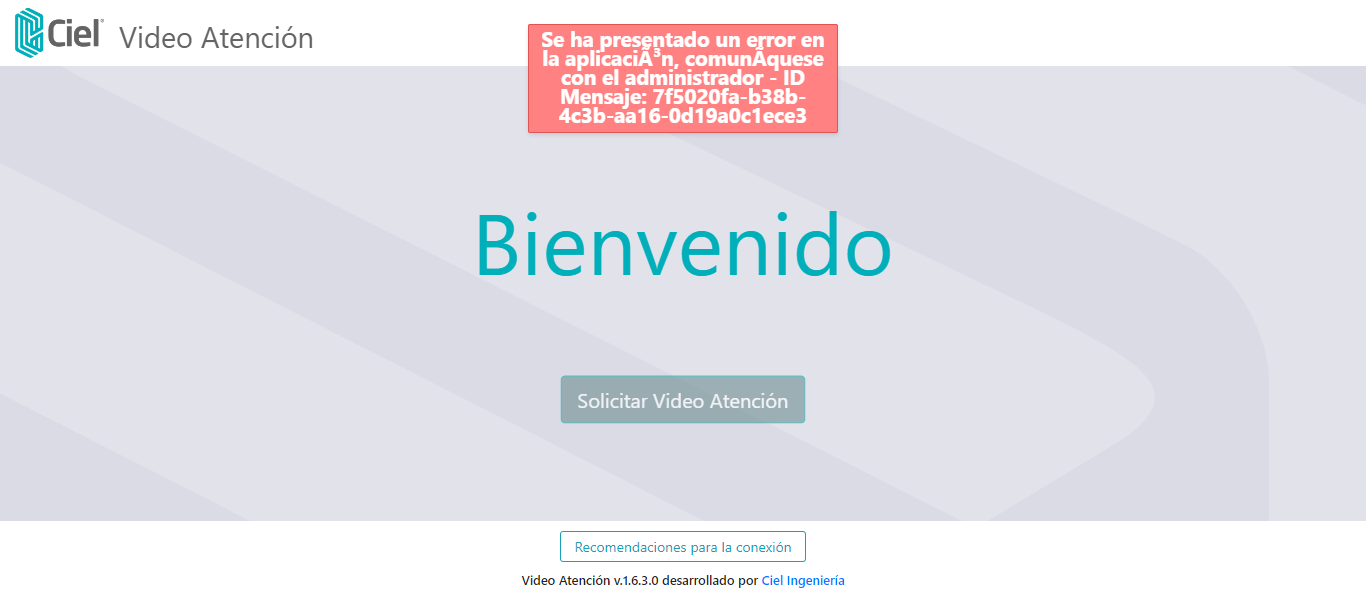 Ciel®
Video Atención
Se ha presentado un error en
la aplicaciÃ³n, comunÃquese
con el administrador - ID
Mensaje: 7f5020fa-b38b-
4c3b-aa16-0d19a0c1ece3
Bienvenido
Solicitar Video Atención
Recomendaciones para la conexión
Video Atención v.1.6.3.0 desarrollado por Ciel Ingeniería